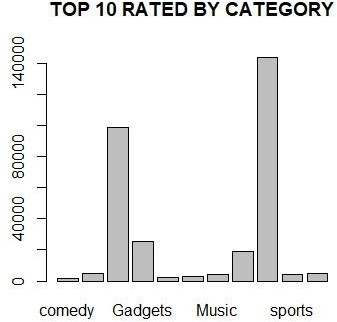 TOP 10 RATED BY CATEGORY
140000
80000
40000
0
comedy Gadgets Music sports